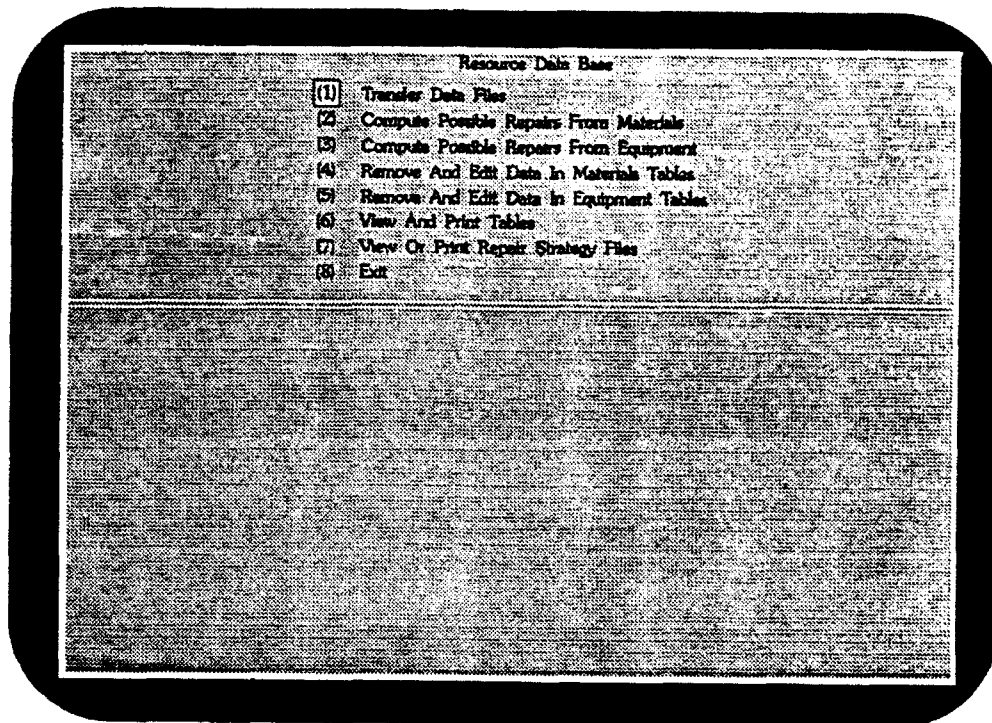 Resource Data Base
(1) Transfer Data Files
(2) Compute Possible Repairs From Materials
(3) Compute Possible Repairs From Equipment
(4) Remove And Edit Data In Materials Tables
(5) Remove And Edit Data In Equipment Tables
(6) View And Print Tables
(7) View Or Print Repair Strategy Files
(8) Exit